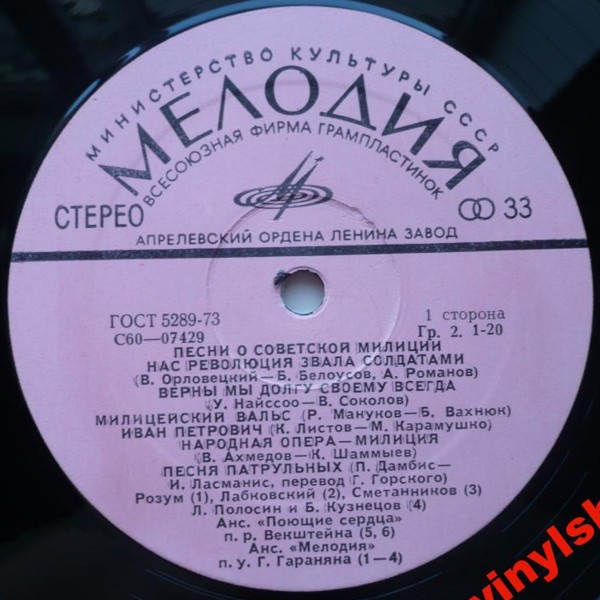 МИНИСТЕРСТВО КУЛЬТУРЫ СССР
МЕЛОДИЯ
ВСЕСОЮЗНАЯ ФИРМА ГРАМПЛАСТИНОК
СТЕРЕО
33
АПРЕЛЕВСКИЙ ОРДЕНА ЛЕНИНА ЗАВОД
ГОСТ 5289-73
1 сторона
С60—07429
Гр. 2. 1-20
ПЕСНИ О СОВЕТСКОЙ МИЛИЦИИ
НАС РЕВОЛЮЦИЯ ЗВАЛА СОЛДАТАМИ
(В. Орловецкий—Б. Белоусов, А. Романов)
ВЕРНЫ МЫ ДОЛГУ СВОЕМУ ВСЕГДА
(У. Найссоо—В. Соколов)
МИЛИЦЕЙСКИЙ ВАЛЬС (Р. Мануков—Б. Вахнюк)
ИВАН ПЕТРОВИЧ (К. Листов—М. Карамушко)
НАРОДНАЯ ОПЕРА—МИЛИЦИЯ
(В. Ахмедов—К. Шаммыев)
ПЕСНЯ ПАТРУЛЬНЫХ (П. Дамбис—
И. Ласманис, перевод Г. Горского)
Розум (1), Лабковский (2), Сметанников (3)
Л. Полосин и Б. Кузнецов (4)
Анс. «Поющие сердца»
п. р. Векштейна (5, 6)
Анс. «Мелодия»
п. у. Г. Гараняна (1—4)
vinylsh